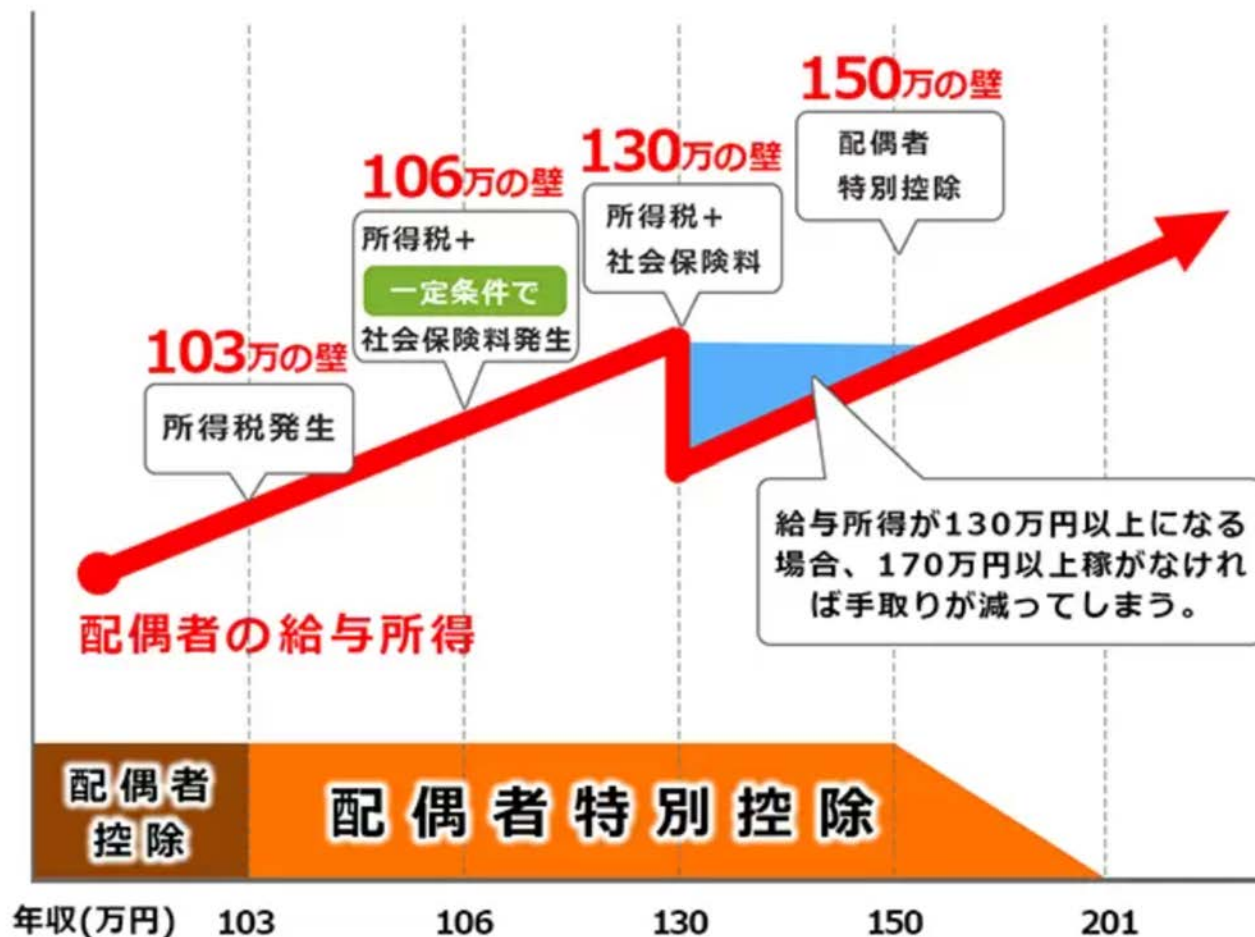 150万の壁
配偶者
特別控除
130万の壁
所得税+
社会保険料
106万の壁
所得税+
一定条件で
社会保険料発生
103万の壁
所得税発生
給与所得が130万円以上になる
場合、170万円以上稼がなけれ
ば手取りが減ってしまう。
配偶者の給与所得
配偶者
控除
配偶者特別控除
年収(万円) 103 106 130 150 201